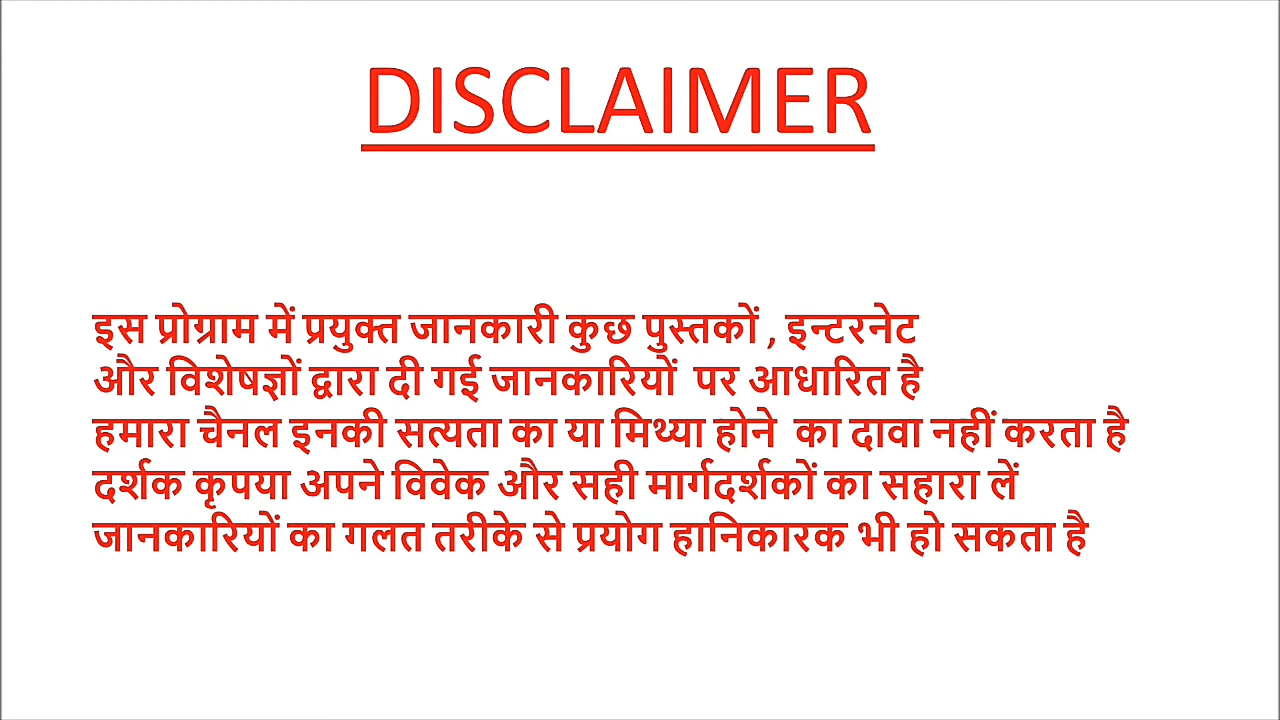 DISCLAIMER
इस प्रोग्राम में प्रयुक्त जानकारी कुछ पुस्तकों , इन्टरनेट
और विशेषज्ञों द्वारा दी गई जानकारियों पर आधारित है
हमारा चैनल इनकी सत्यता का या मिथ्या होने का दावा नहीं करता है
दर्शक कृपया अपने विवेक और सही मार्गदर्शकों का सहारा लें
जानकारियों का गलत तरीके से प्रयोग हानिकारक भी हो सकता है